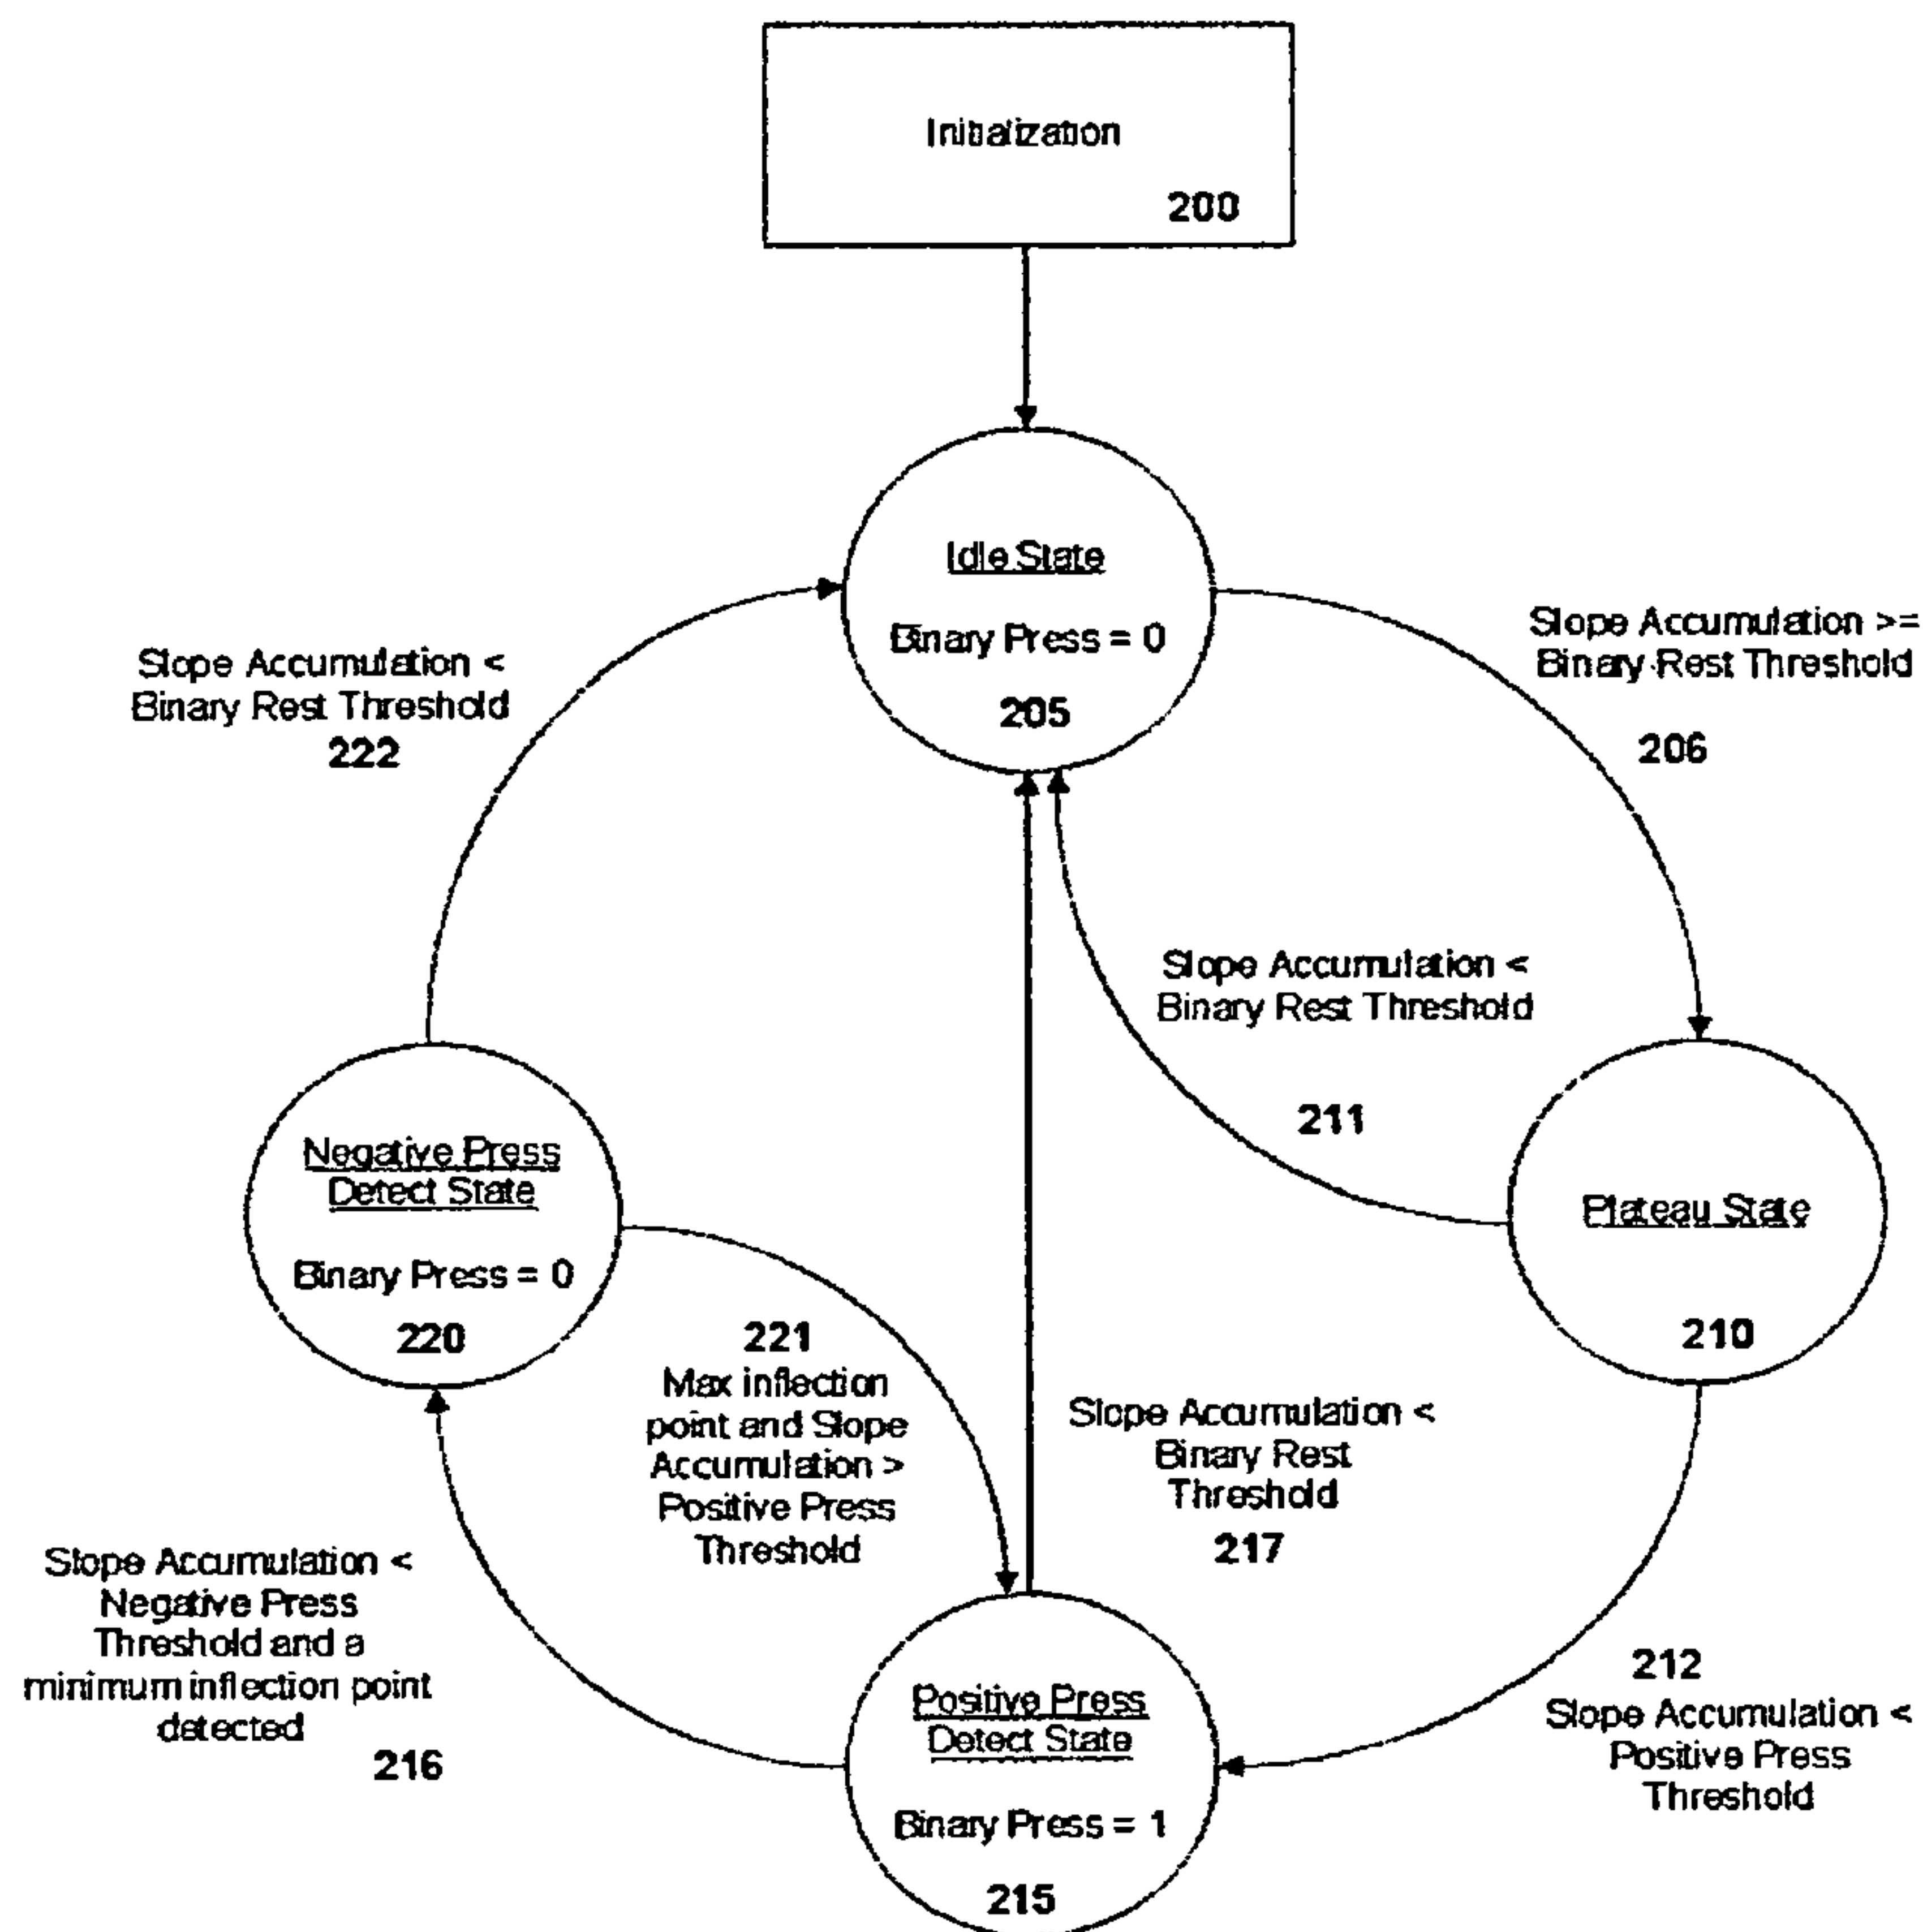 Initialization
200
Idle State
Binary Press = 0
205
Slope Accumulation >=
Binary Rest Threshold
206
Slope Accumulation <
Binary Rest Threshold
222
Slope Accumulation <
Binary Rest Threshold
211
Negative Press
Detect State
Binary Press = 0
220
Plateau State
210
221
Max inflection
point and Slope
Accumulation >
Positive Press
Threshold
Slope Accumulation <
Binary Rest
Threshold
217
Slope Accumulation <
Negative Press
Threshold and a
minimum inflection point
detected
216
Positive Press
Detect State
Binary Press = 1
215
212
Slope Accumulation <
Positive Press
Threshold